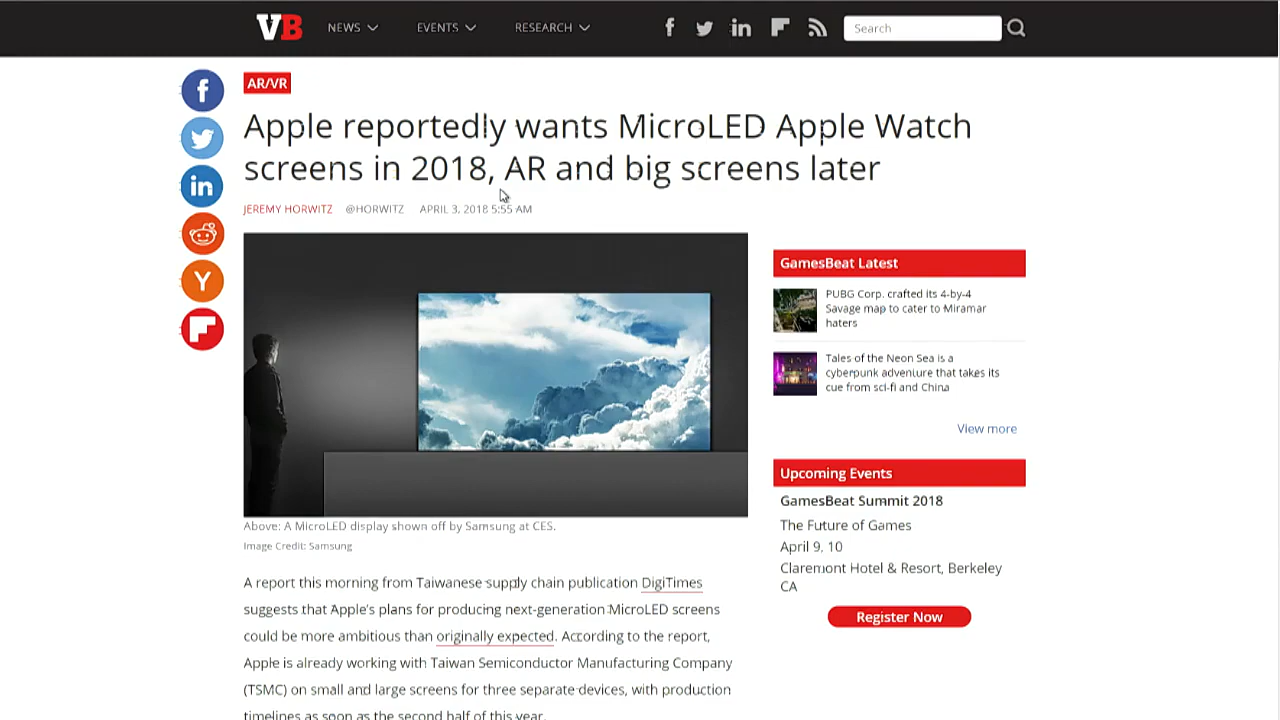 VB
NEWS
EVENTS
RESEARCH
Search
AR/VR
Apple reportedly wants MicroLED Apple Watch
screens in 2018, AR and big screens later
JEREMY HORWITZ @HORWITZ APRIL 3, 2018 5:55 AM
Above: A MicroLED display shown off by Samsung at CES.
Image Credit: Samsung
A report this morning from Taiwanese supply chain publication DigiTimes
suggests that Apple's plans for producing next-generation MicroLED screens
could be more ambitious than originally expected. According to the report,
Apple is already working with Taiwan Semiconductor Manufacturing Company
(TSMC) on small and large screens for three separate devices, with production
timelines as soon as the second half of this year.
GamesBeat Latest
PUBG Corp. crafted its 4-by-4
Savage map to cater to Miramar
haters
Tales of the Neon Sea is a
cyberpunk adventure that takes its
cue from sci-fi and China
View more
Upcoming Events
GamesBeat Summit 2018
The Future of Games
April 9, 10
Claremont Hotel & Resort, Berkeley
CA
Register Now